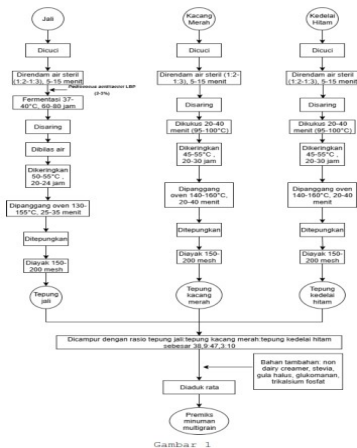 Jali
Dicuci
Direndam air steril
(1:2-1:3), 5-15 menit
Fermentasi 37-
40°C, 60-80 jam
Disaring
Dibilas air
Dikeringkan
50-55°C ,
20-24 jam
Dipanggang oven 130-
155°C, 25-35 menit
Ditepungkan
Diayak 150-
200 mesh
Tepung
jali
Kacang
Merah
Dicuci
Direndam air steril (1:2-
1:3), 5-15 menit
Disaring
Dikukus 20-40
menit (95-100°C)
Dikeringkan
45-55°C ,
20-30 jam
Dipanggang oven
140-160°C,
20-40 menit
Ditepungkan
Diayak 150-
200 mesh
Tepung
kacang
merah
Kedelai
Hitam
Dicuci
Direndam air steril
(1:2-1:3), 5-15 menit
Disaring
Dikukus 20-40
menit (95-100°C)
Dikeringkan
45-55°C ,
20-30 jam
Dipanggang oven
140-160°C, 20-40
menit
Ditepungkan
Diayak 150-
200 mesh
Tepung
kedelai
hitam
Dicampur dengan rasio tepung jali:tepung kacang merah:tepung kedelai hitam
sebesar 38,9:47,3:10
Bahan tambahan: non
dairy creamer, stevia,
gula halus, glukomanan,
trikalsium fosfat
Diaduk rata
Premiks
minuman
multigrain
Gambar 1